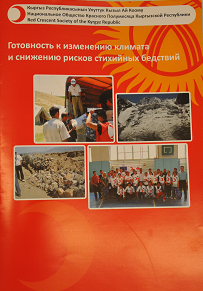 Кыргыз Республикасынын Улуттук Кызыл Ай Коому
Национальное Общество Красного Полумесяца Кыргызской Республики
Red Crescent Society of the Kyrgyz Republic
Готовность к изменению климата
и снижению рисков стихийных бедствий